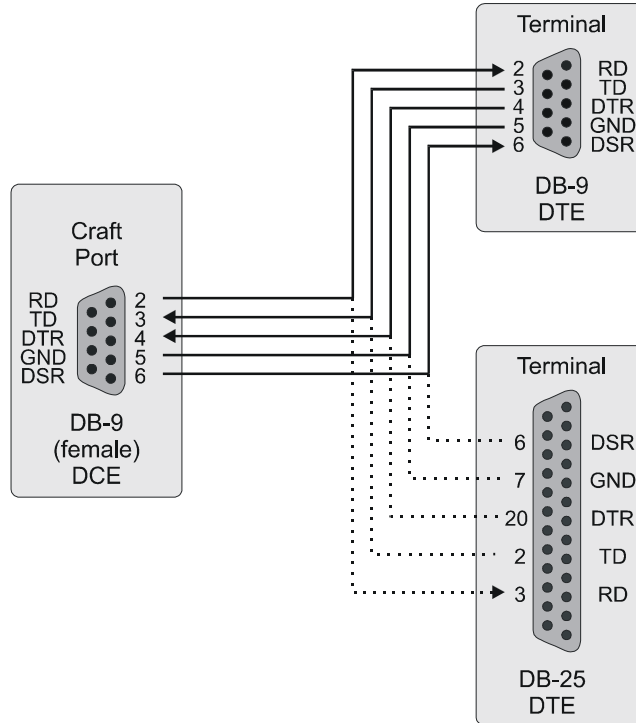 Terminal
2 RD
3 TD
4 DTR
5 GND
6 DSR
DB-9
DTE
Craft
Port
RD 2
TD 3
DTR 4
GND 5
DSR 6
DB-9
(female)
DCE
Terminal
6 DSR
7 GND
20 DTR
2 TD
3 RD
DB-25
DTE